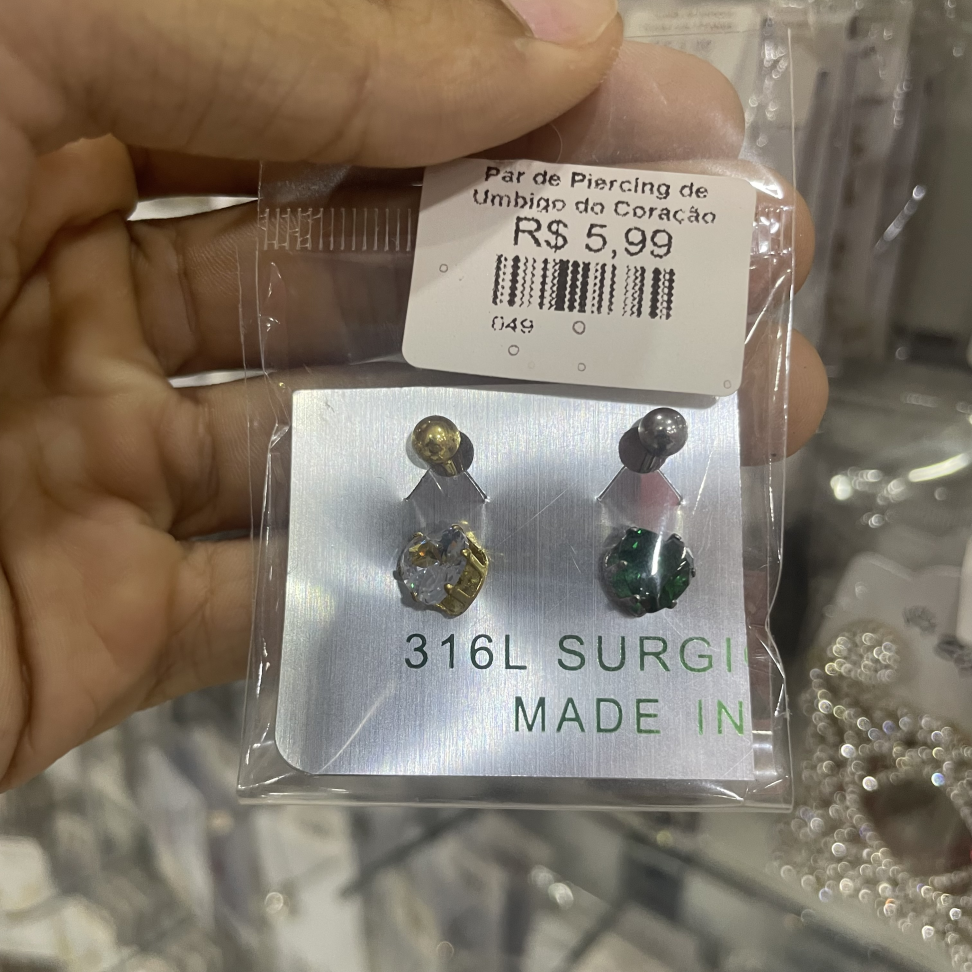 Par de Piercing de
Umbigo do Coração
R$ 5,99
049
316L SURGI
MADE IN